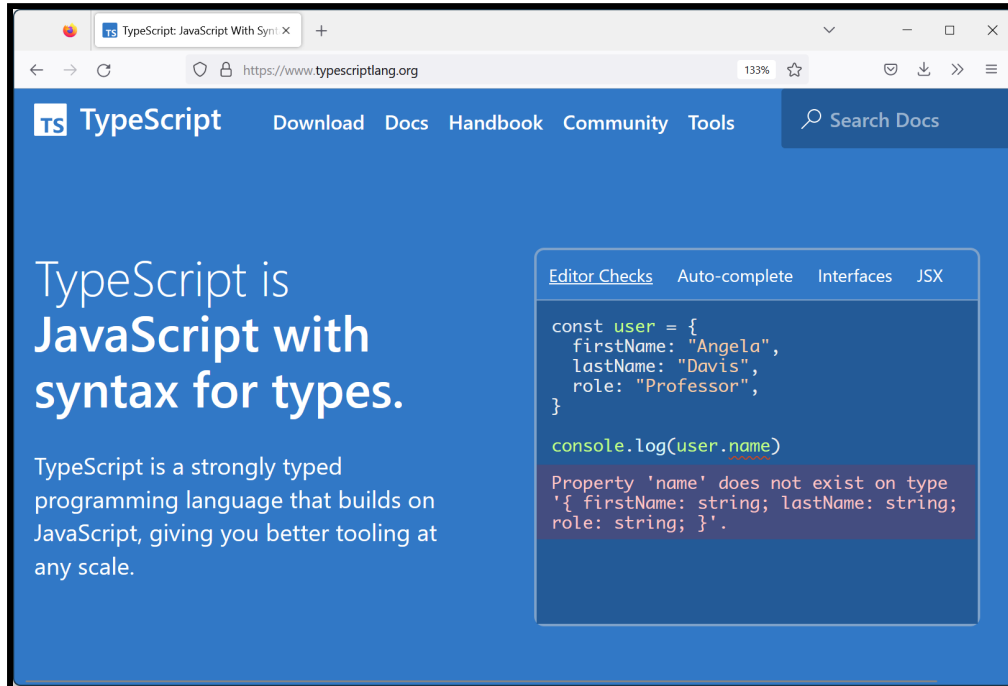 TS TypeScript: JavaScript With Synt
https://www.typescriptlang.org 133%
TS TypeScript Download Docs Handbook Community Tools Search Docs
TypeScript is
JavaScript with
syntax for types.
TypeScript is a strongly typed
programming language that builds on
JavaScript, giving you better tooling at
any scale.
Editor Checks Auto-complete Interfaces JSX
const user = {
  firstName: "Angela",
  lastName: "Davis",
  role: "Professor",
}
console.log(user.name)
Property 'name' does not exist on type
'{ firstName: string; lastName: string;
role: string; }'.